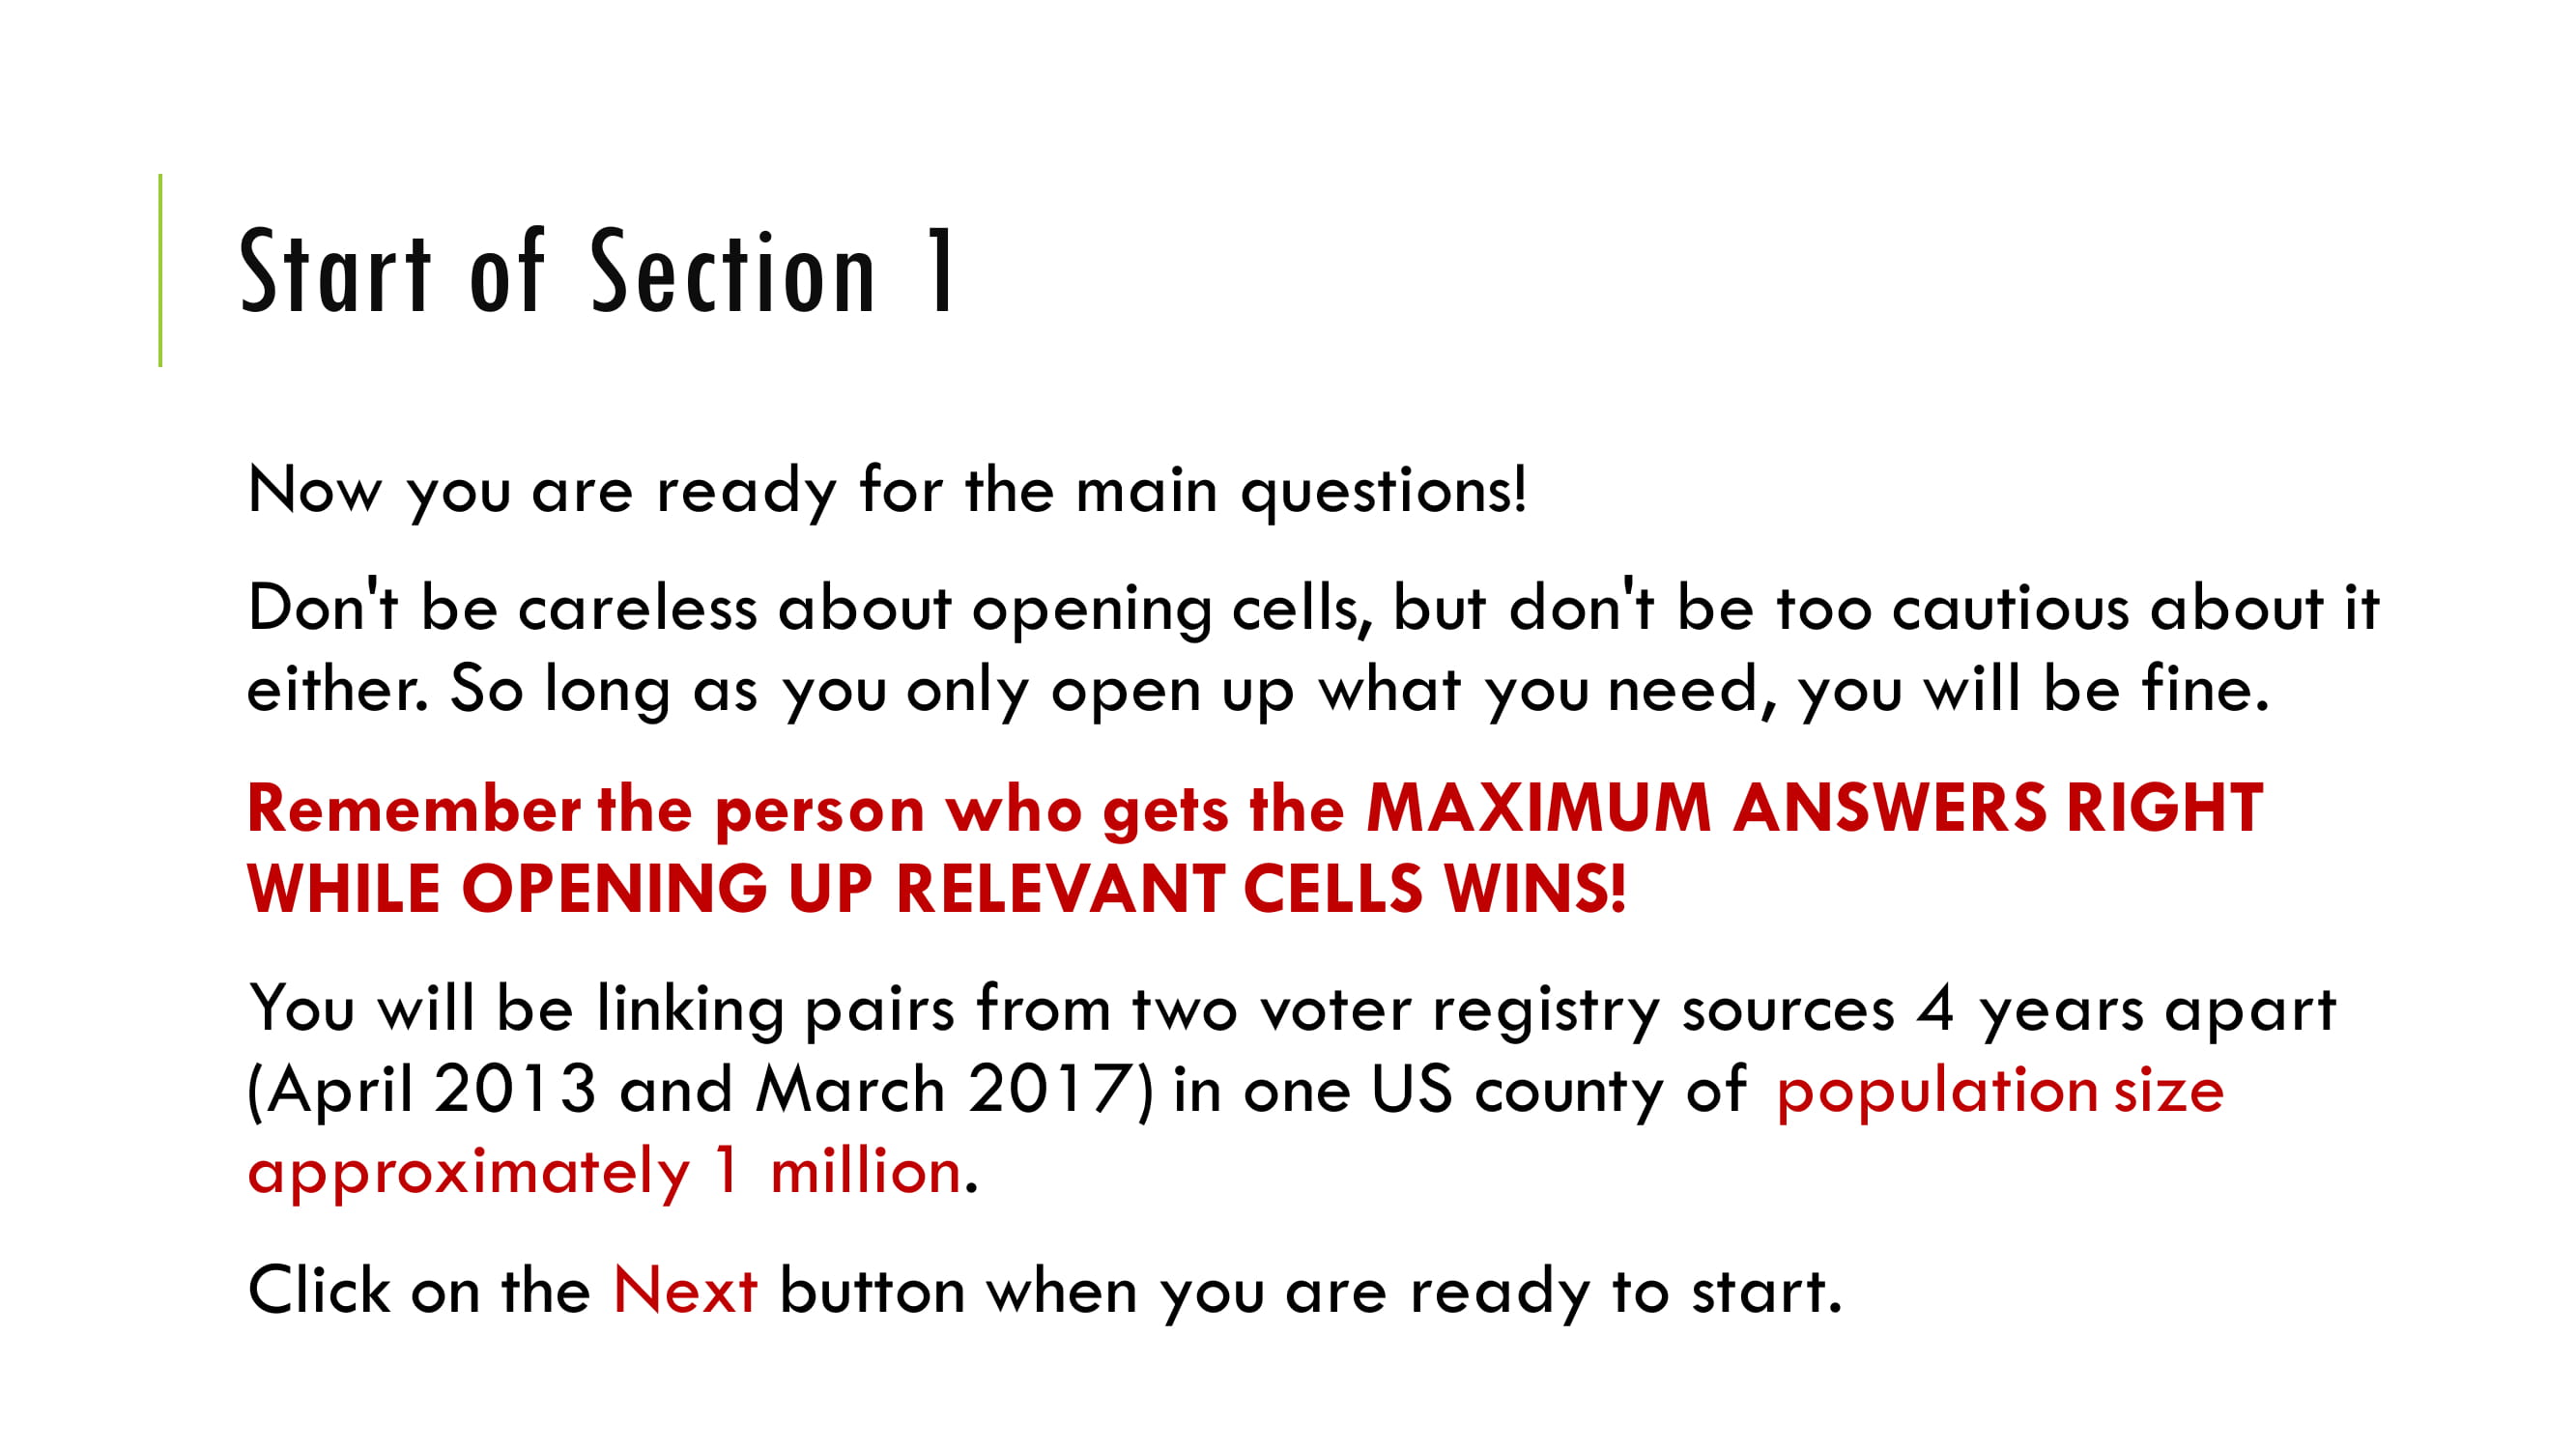 Start of Section 1
Now you are ready for the main questions!
Don't be careless about opening cells, but don't be too cautious about it
either. So long as you only open up what you need, you will be fine.
Remember the person who gets the MAXIMUM ANSWERS RIGHT
WHILE OPENING UP RELEVANT CELLS WINS!
You will be linking pairs from two voter registry sources 4 years apart
(April 2013 and March 2017) in one US county of population size
approximately 1 million.
Click on the Next button when you are ready to start.